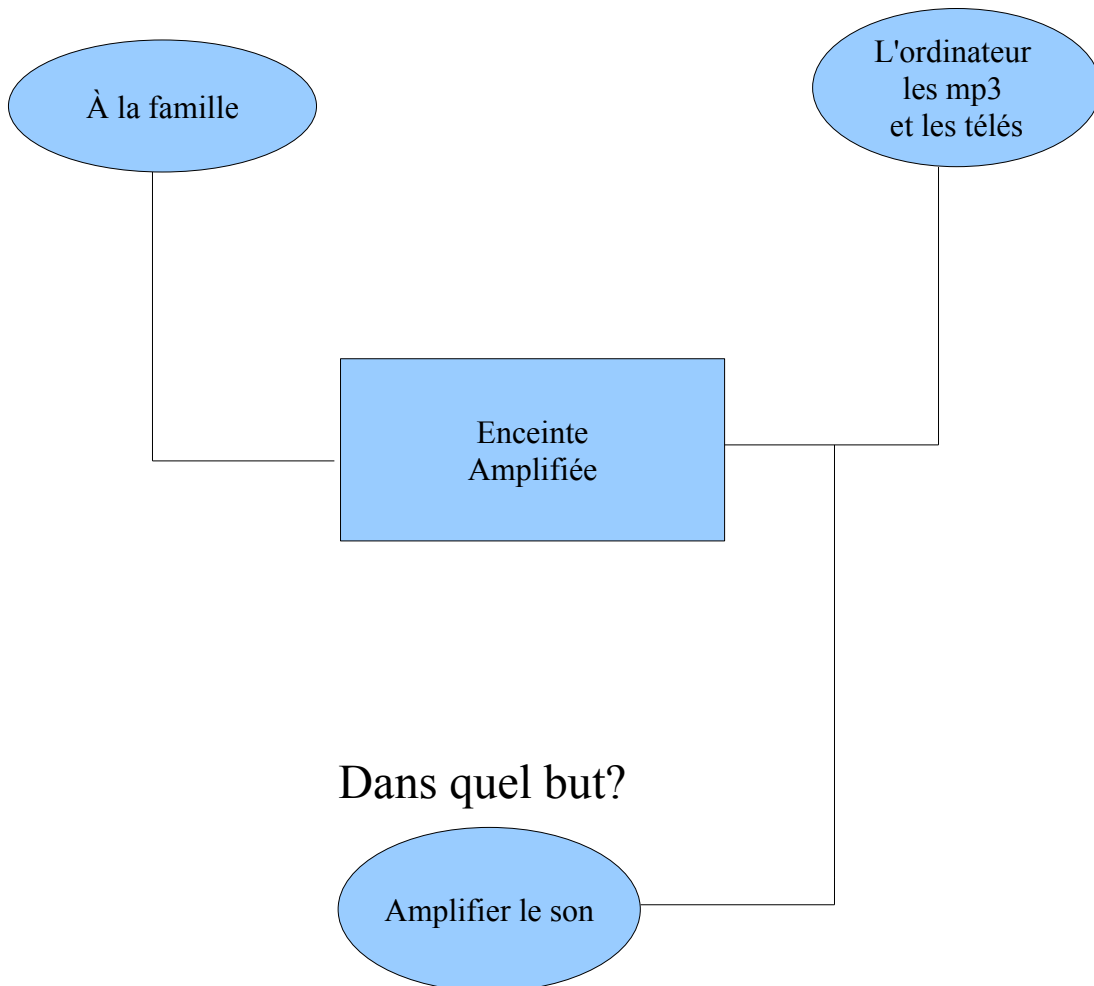 À la famille
L'ordinateur
les mp3
et les télés
Enceinte
Amplifiée
Dans quel but?
Amplifier le son